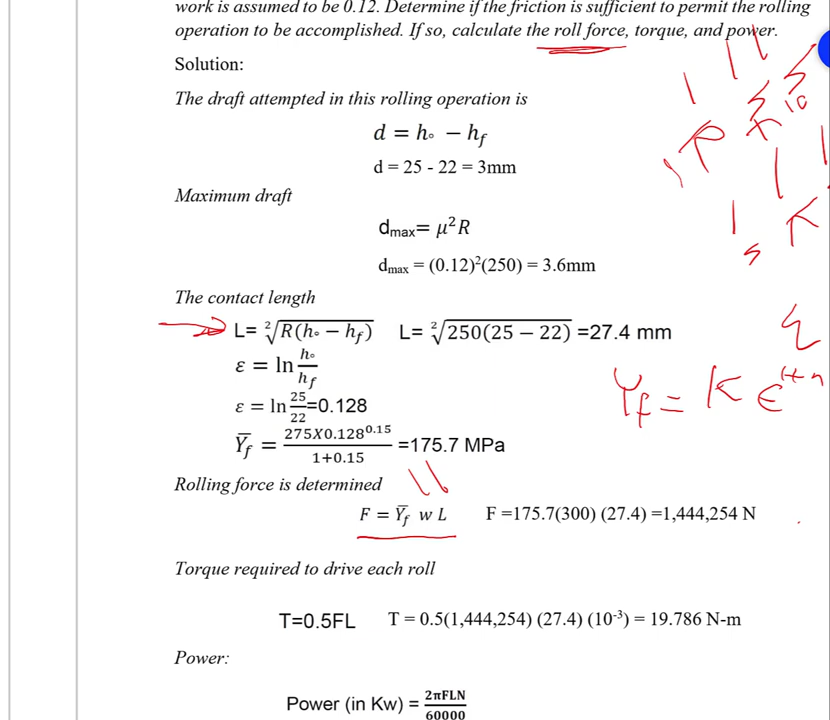 work is assumed to be 0.12. Determine if the friction is sufficient to permit the rolling
operation to be accomplished. If so, calculate the roll force, torque, and power.
Solution:
The draft attempted in this rolling operation is
d = h∘ − h_f
d = 25 - 22 = 3mm
Maximum draft
d_max= μ²R
d_max = (0.12)²(250) = 3.6mm
The contact length
L= ²√R(h∘ − h_f) L= ²√250(25 − 22) =27.4 mm
ε = ln h∘/h_f
ε = ln 25/22=0.128
Y̅_f = 275X0.128^0.15/1+0.15 =175.7 MPa
Y_f = K ε
Rolling force is determined
F = Y̅_f w L F =175.7(300) (27.4) =1,444,254 N
Torque required to drive each roll
T=0.5FL T = 0.5(1,444,254) (27.4) (10⁻³) = 19.786 N-m
Power:
Power (in Kw) = 2πFLN/60000